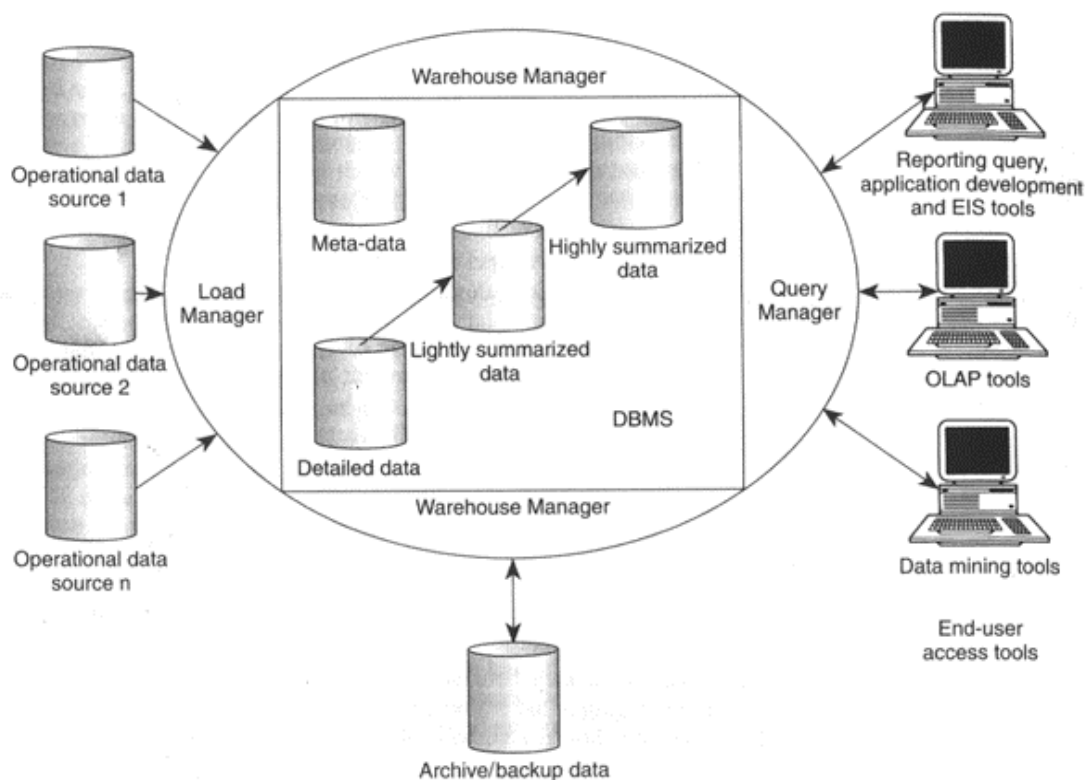 Warehouse Manager
Operational data
source 1
Operational data
source 2
Operational data
source n
Load
Manager
Meta-data
Highly summarized
data
Lightly summarized
data
Detailed data
DBMS
Warehouse Manager
Query
Manager
Reporting query,
application development
and EIS tools
OLAP tools
Data mining tools
End-user
access tools
Archive/backup data